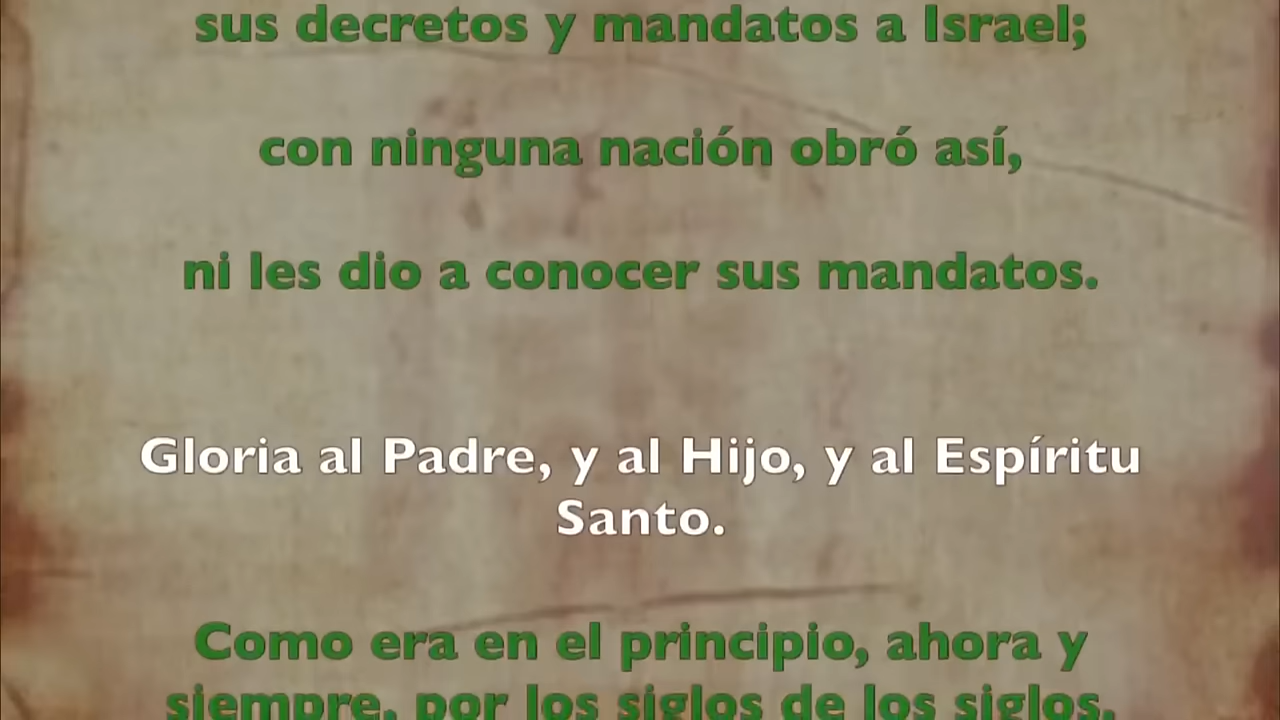 sus decretos y mandatos a Israel;
con ninguna nación obró así,
ni les dio a conocer sus mandatos.
Gloria al Padre, y al Hijo, y al Espíritu
Santo.
Como era en el principio, ahora y
siempre, por los siglos de los siglos.